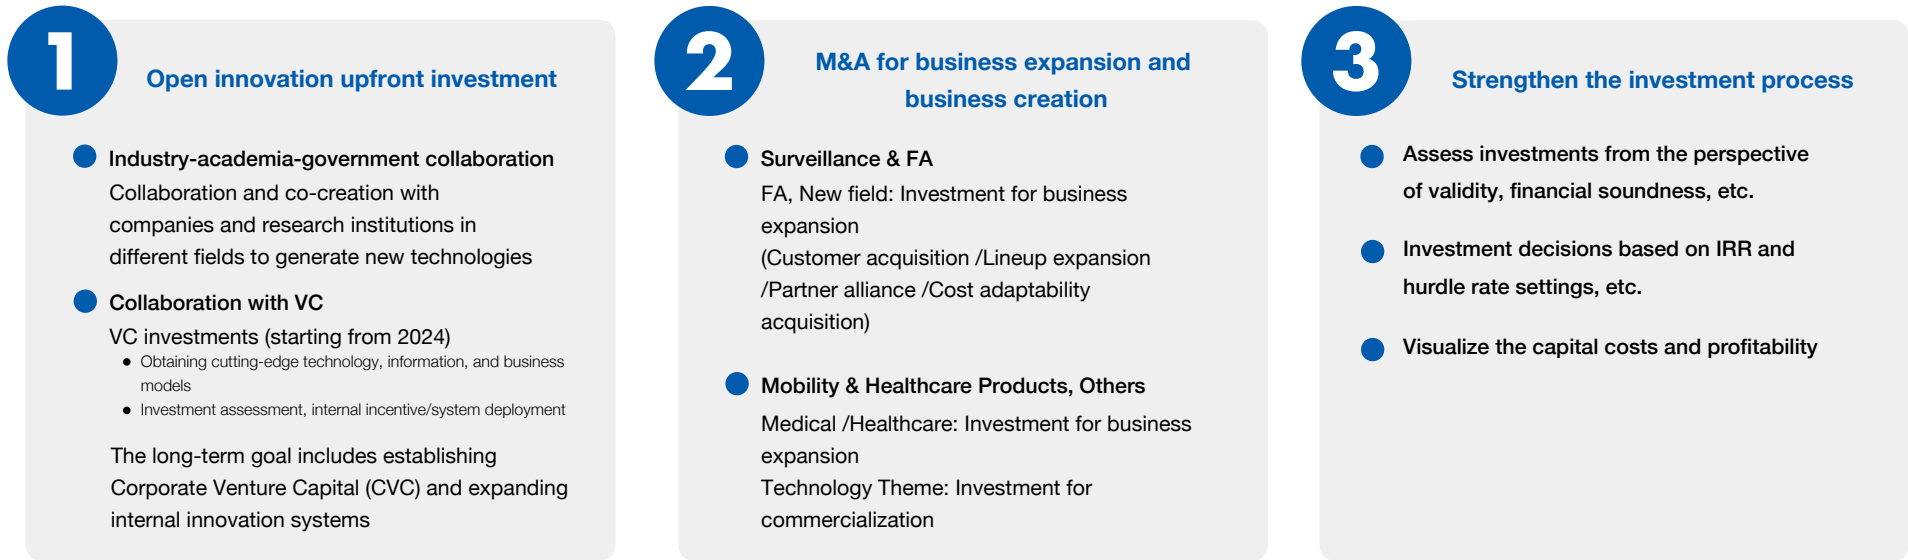 1
Open innovation upfront investment
Industry-academia-government collaboration
Collaboration and co-creation with
companies and research institutions in
different fields to generate new technologies
Collaboration with VC
VC investments (starting from 2024)
Obtaining cutting-edge technology, information, and business
models
Investment assessment, internal incentive/system deployment
The long-term goal includes establishing
Corporate Venture Capital (CVC) and expanding
internal innovation systems
2
M&A for business expansion and
business creation
Surveillance & FA
FA, New field: Investment for business
expansion
(Customer acquisition /Lineup expansion
/Partner alliance /Cost adaptability
acquisition)
Mobility & Healthcare Products, Others
Medical /Healthcare: Investment for business
expansion
Technology Theme: Investment for
commercialization
3
Strengthen the investment process
Assess investments from the perspective
of validity, financial soundness, etc.
Investment decisions based on IRR and
hurdle rate settings, etc.
Visualize the capital costs and profitability